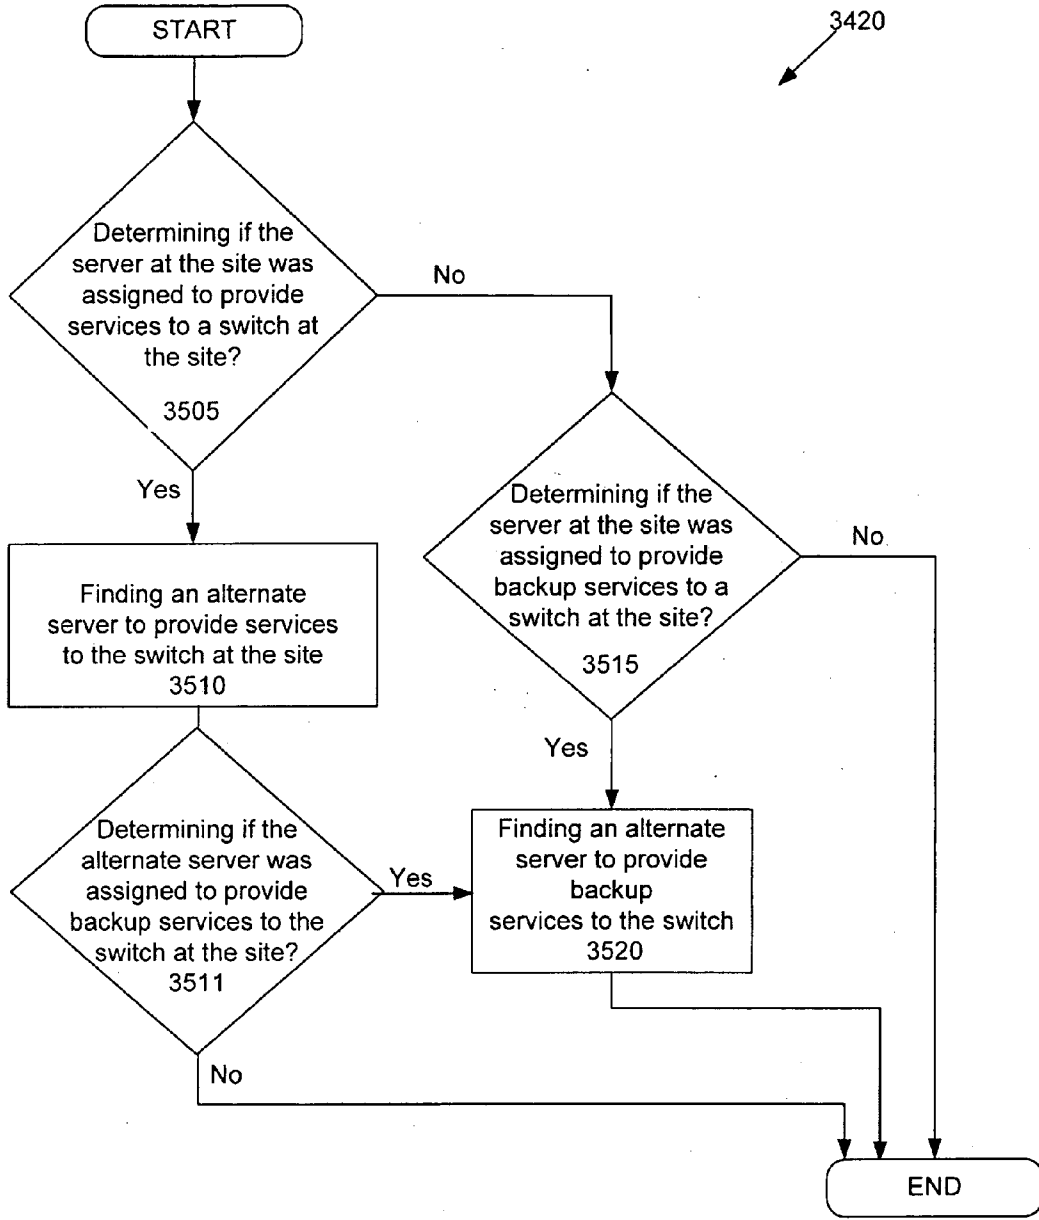 START
3420
Determining if the
server at the site was
assigned to provide
services to a switch at
the site?
3505
No
Yes
Determining if the
server at the site was
assigned to provide
backup services to a
switch at the site?
3515
No
Yes
Finding an alternate
server to provide services
to the switch at the site
3510
Determining if the
alternate server was
assigned to provide
backup services to the
switch at the site?
3511
Yes
No
Finding an alternate
server to provide
backup
services to the switch
3520
END